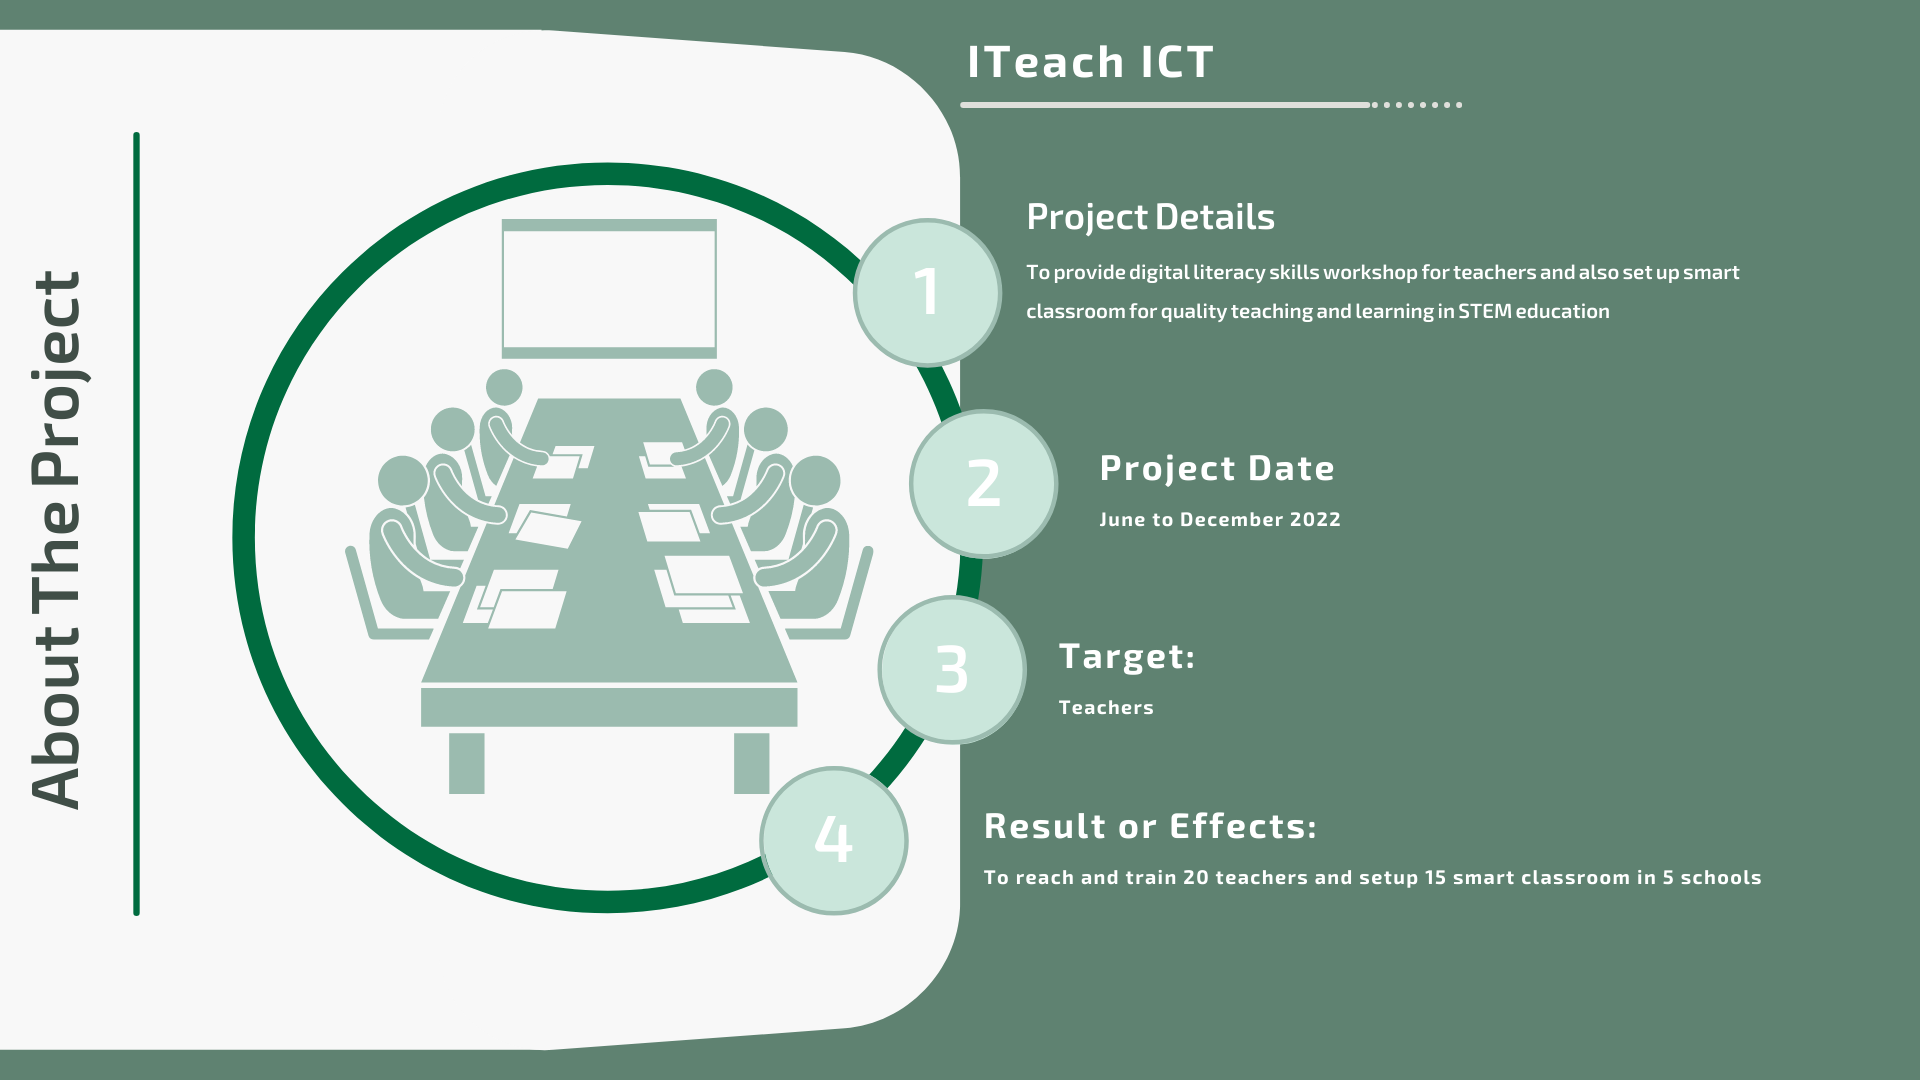 About The Project
ITeach ICT
1
Project Details
To provide digital literacy skills workshop for teachers and also set up smart
classroom for quality teaching and learning in STEM education
2
Project Date
June to December 2022
3
Target:
Teachers
4
Result or Effects:
To reach and train 20 teachers and setup 15 smart classroom in 5 schools